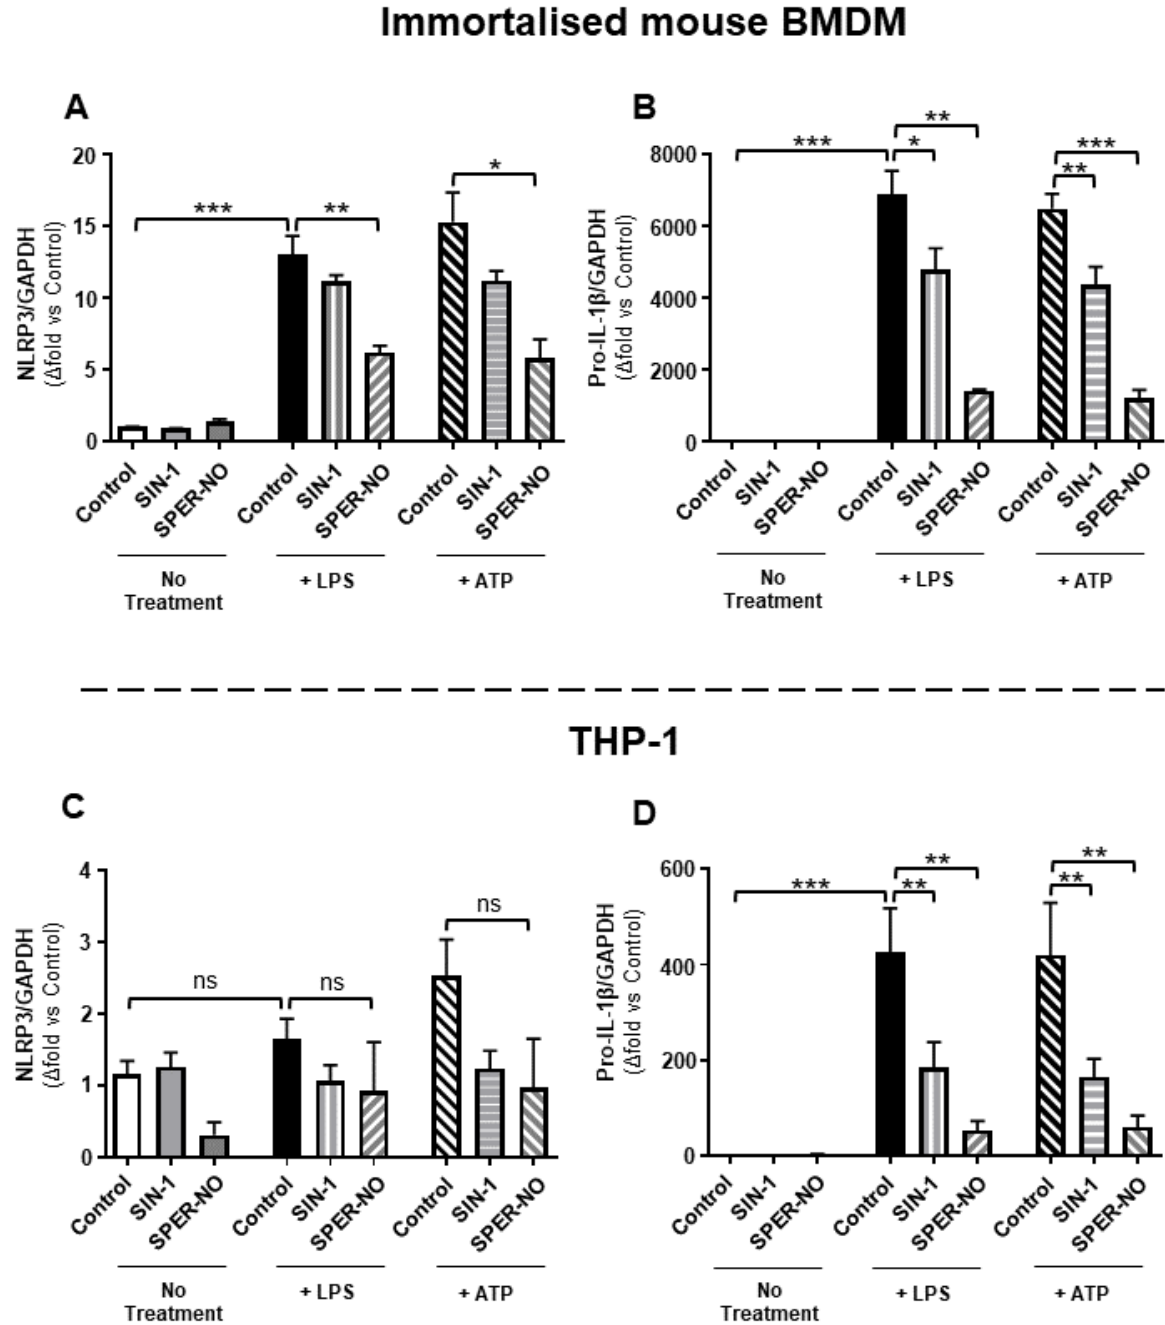 Immortalised mouse BMDM
A
NLRP3/GAPDH
(Δfold vs Control)
20
15
10
5
0
***
**
*
Control
SIN-1
SPER-NO
Control
SIN-1
SPER-NO
Control
SIN-1
SPER-NO
No
Treatment
+ LPS
+ ATP
B
Pro-IL-1β/GAPDH
(Δfold vs Control)
8000
6000
4000
2000
0
***
**
*
***
**
Control
SIN-1
SPER-NO
Control
SIN-1
SPER-NO
Control
SIN-1
SPER-NO
No
Treatment
+ LPS
+ ATP
THP-1
C
NLRP3/GAPDH
(Δfold vs Control)
4
3
2
1
0
ns
ns
ns
Control
SIN-1
SPER-NO
Control
SIN-1
SPER-NO
Control
SIN-1
SPER-NO
No
Treatment
+ LPS
+ ATP
D
Pro-IL-1β/GAPDH
(Δfold vs Control)
600
400
200
0
***
**
**
**
**
Control
SIN-1
SPER-NO
Control
SIN-1
SPER-NO
Control
SIN-1
SPER-NO
No
Treatment
+ LPS
+ ATP